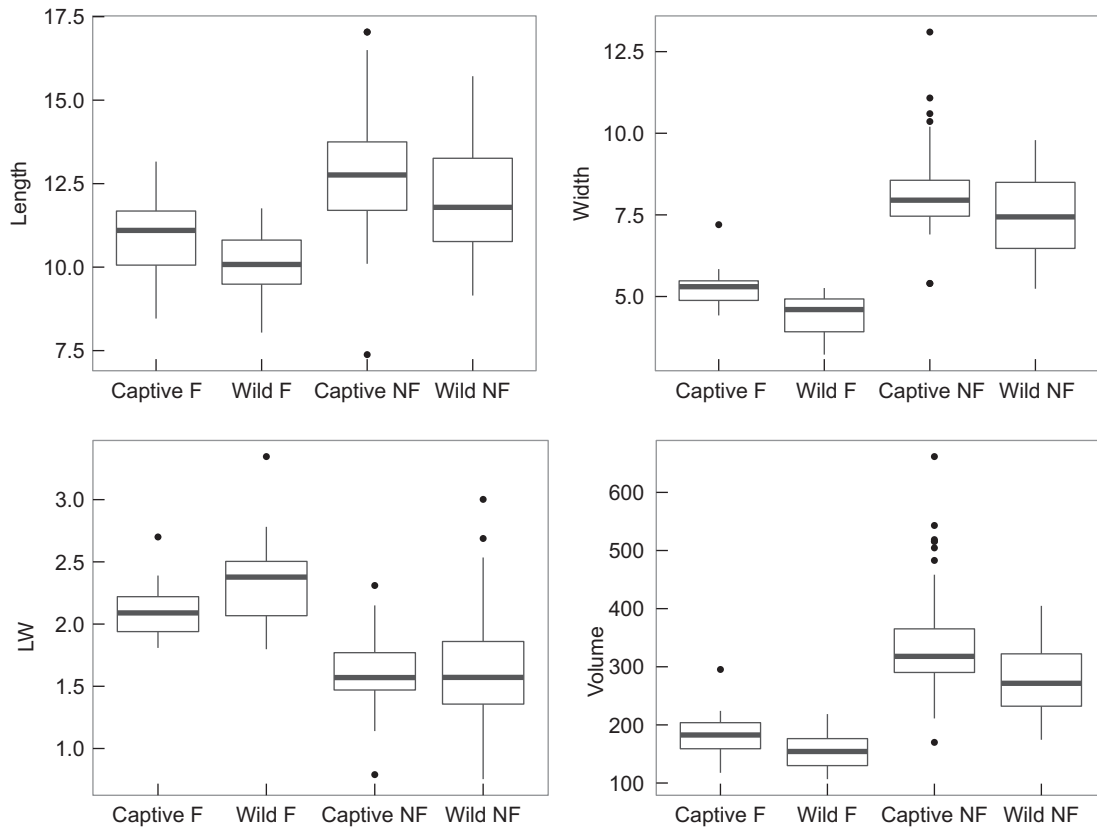 Length
17.5
15.0
12.5
10.0
7.5
Captive F Wild F Captive NF Wild NF
Width
12.5
10.0
7.5
5.0
Captive F Wild F Captive NF Wild NF
LW
3.0
2.5
2.0
1.5
1.0
Captive F Wild F Captive NF Wild NF
Volume
600
500
400
300
200
100
Captive F Wild F Captive NF Wild NF